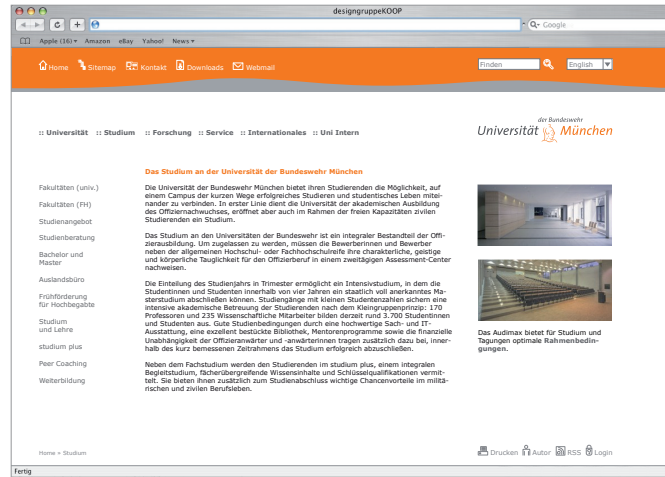 designgruppeKOOP
Google
Apple (16) Amazon eBay Yahoo! News
Home Sitemap Kontakt Downloads Webmail
Finden English
der Bundeswehr
Universität München
:: Universität :: Studium :: Forschung :: Service :: Internationales :: Uni Intern
Das Studium an der Universität der Bundeswehr München
Fakultäten (univ.)
Fakultäten (FH)
Studienangebot
Studienberatung
Bachelor und
Master
Auslandsbüro
Frühförderung
für Hochbegabte
Studium
und Lehre
studium plus
Peer Coaching
Weiterbildung
Die Universität der Bundeswehr München bietet ihren Studierenden die Möglichkeit, auf
einem Campus der kurzen Wege erfolgreiches Studieren und studentisches Leben mitei-
nander zu verbinden. In erster Linie dient die Universität der akademischen Ausbildung
des Offiziernachwuchses, eröffnet aber auch im Rahmen der freien Kapazitäten zivilen
Studierenden ein Studium.
Das Studium an den Universitäten der Bundeswehr ist ein integraler Bestandteil der Offi-
zierausbildung. Um zugelassen zu werden, müssen die Bewerberinnen und Bewerber
neben der allgemeinen Hochschul- oder Fachhochschulreife ihre charakterliche, geistige
und körperliche Tauglichkeit für den Offizierberuf in einem zweitägigen Assessment-Center
nachweisen.
Die Einteilung des Studienjahrs in Trimester ermöglicht ein Intensivstudium, in dem die
Studentinnen und Studenten innerhalb von vier Jahren ein staatlich voll anerkanntes Ma-
sterstudium abschließen können. Studiengänge mit kleinen Studentenzahlen sichern eine
intensive akademische Betreuung der Studierenden nach dem Kleingruppenprinzip: 170
Professoren und 235 Wissenschaftliche Mitarbeiter bilden derzeit rund 3.700 Studentinnen
und Studenten aus. Gute Studienbedingungen durch eine hochwertige Sach- und IT-
Ausstattung, eine exzellent bestückte Bibliothek, Mentorenprogramme sowie die finanzielle
Unabhängigkeit der Offizieranwärter und -anwärterinnen tragen zusätzlich dazu bei, inner-
halb des kurz bemessenen Zeitrahmens das Studium erfolgreich abzuschließen.
Neben dem Fachstudium werden den Studierenden im studium plus, einem integralen
Begleitstudium, fächerübergreifende Wissensinhalte und Schlüsselqualifikationen vermit-
telt. Sie bieten ihnen zusätzlich zum Studienabschluss wichtige Chancenvorteile im militä-
rischen und zivilen Berufsleben.
Das Audimax bietet für Studium und
Tagungen optimale Rahmenbedin-
gungen.
Home » Studium
Drucken Autor RSS Login
Fertig